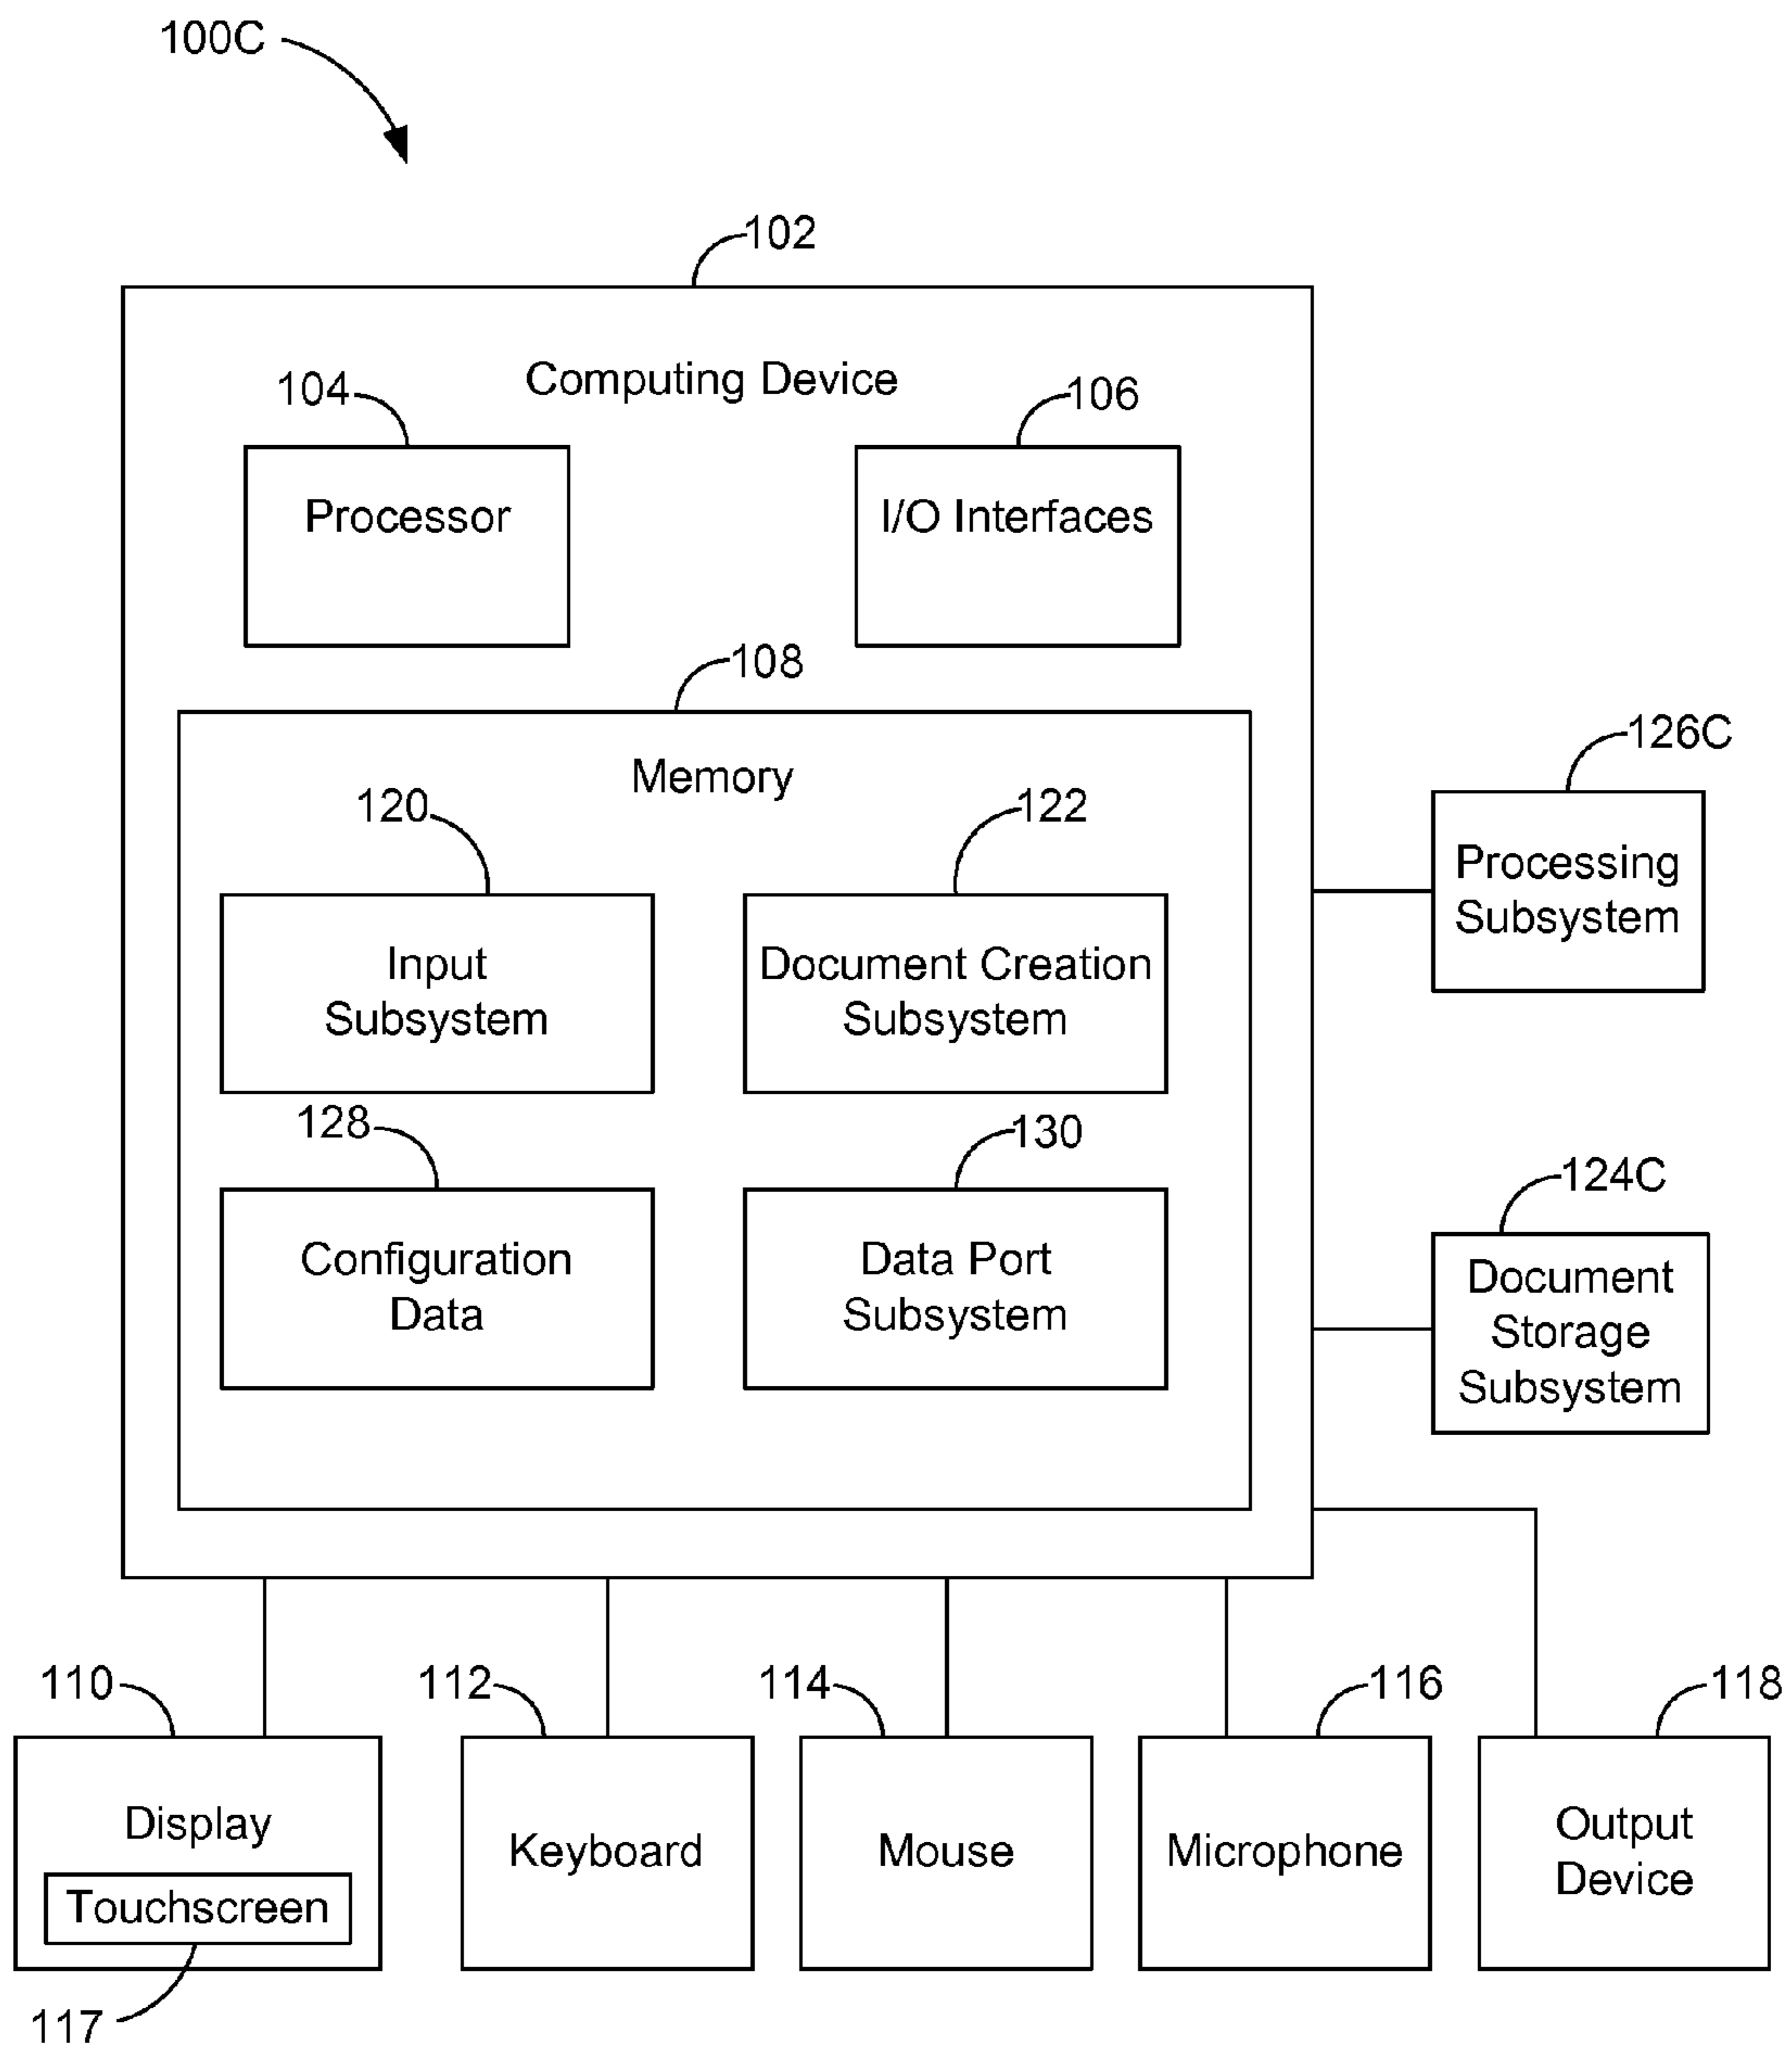 100C
102
Computing Device
104
106
Processor
I/O Interfaces
108
Memory
120
122
Input
Subsystem
Document Creation
Subsystem
128
130
Configuration
Data
Data Port
Subsystem
126C
Processing
Subsystem
124C
Document
Storage
Subsystem
110
112
114
116
118
Display
Touchscreen
117
Keyboard
Mouse
Microphone
Output
Device